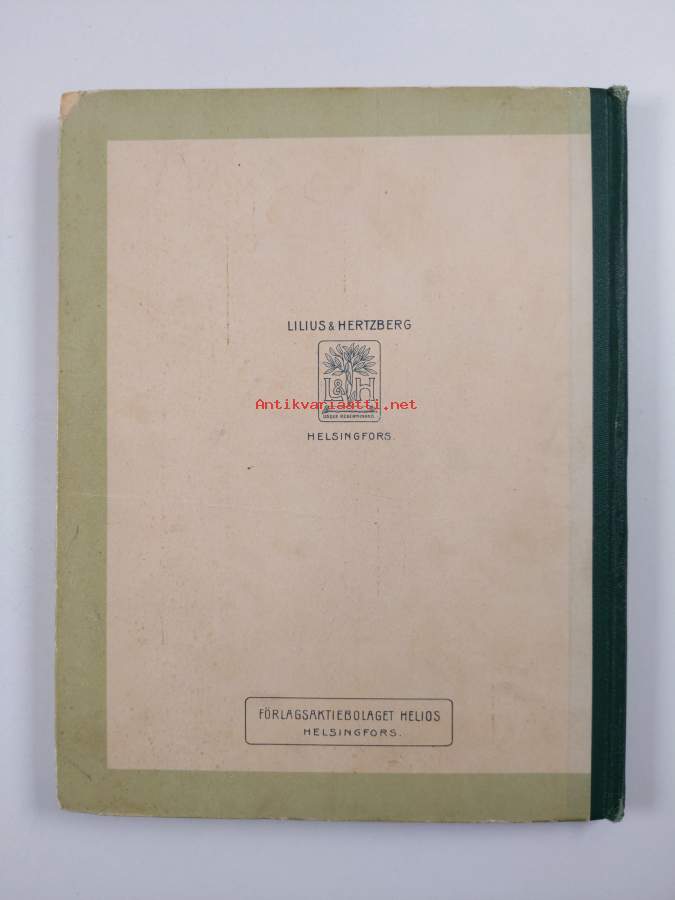 LILIUS & HERTZBERG
L & H
Antikvariaatti.net
HELSINGFORS.
FÖRLAGSAKTIEBOLAGET HELIOS
HELSINGFORS.